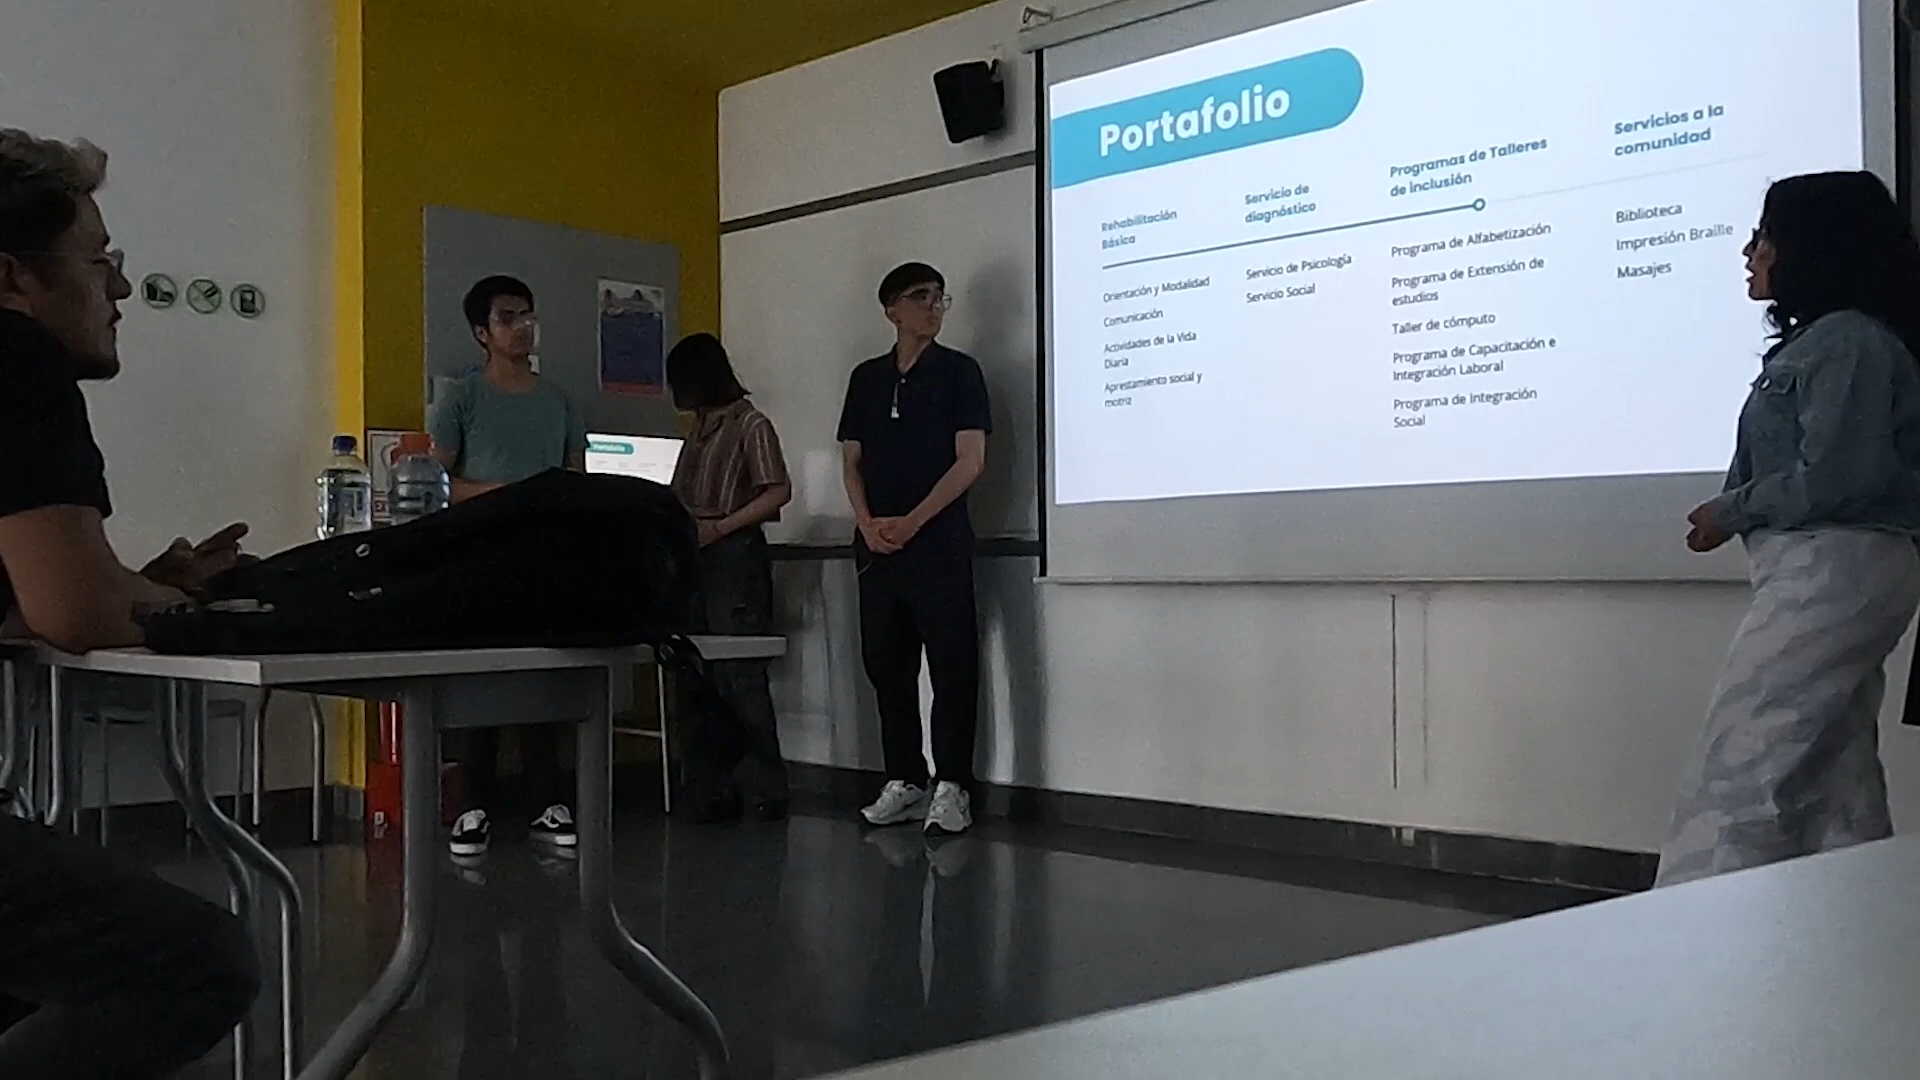 Portafolio
Rehabilitación
Básica
Orientación y Modalidad
Comunicación
Actividades de la Vida
Diaria
Aprestamiento social y
motriz
Servicio de
diagnóstico
Servicio de Psicología
Servicio Social
Programas de Talleres
de inclusión
Programa de Alfabetización
Programa de Extensión de
estudios
Taller de cómputo
Programa de Capacitación e
Integración Laboral
Programa de Integración
Social
Servicios a la
comunidad
Biblioteca
Impresión Braille
Masajes
Portafolio